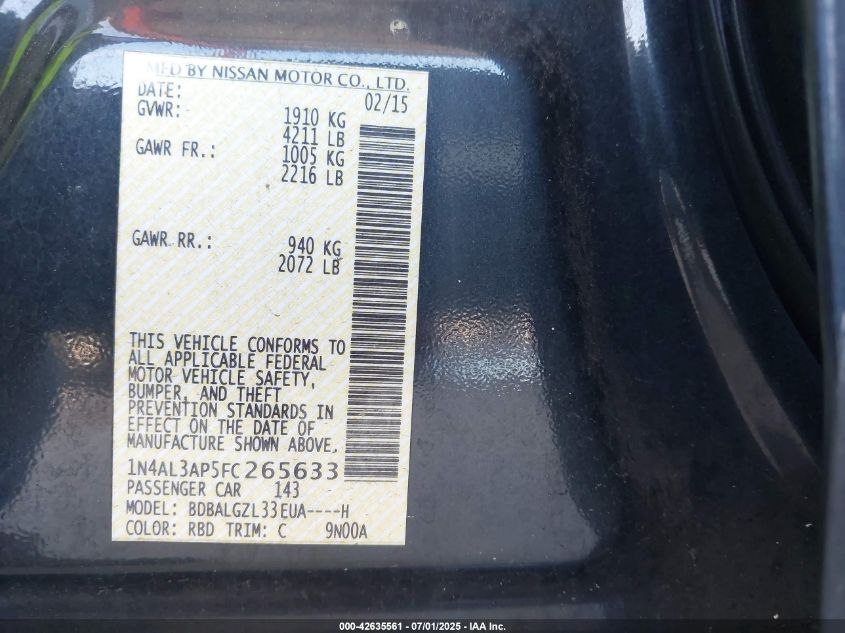 MFD BY NISSAN MOTOR CO., LTD.
DATE: 02/15
GVWR: 1910 KG
4211 LB
GAWR FR.: 1005 KG
2216 LB
GAWR RR.: 940 KG
2072 LB
THIS VEHICLE CONFORMS TO
ALL APPLICABLE FEDERAL
MOTOR VEHICLE SAFETY,
BUMPER, AND THEFT
PREVENTION STANDARDS IN
EFFECT ON THE DATE OF
MANUFACTURE SHOWN ABOVE.
1N4AL3AP5FC265633
PASSENGER CAR 143
MODEL: BDBALGZL33EUA----H
COLOR: RBD TRIM: C 9N00A
000-42635561 - 07/01/2025 - IAA Inc.